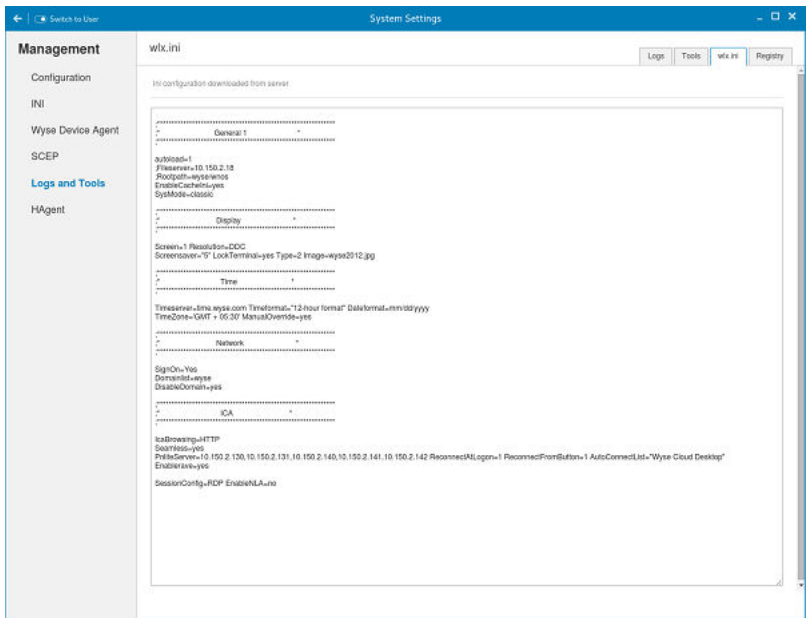 Switch to User
System Settings
Management
Configuration
INI
Wyse Device Agent
SCEP
Logs and Tools
HAgent
wlx.ini
Logs
Tools
wlx.ini
Registry
Ini configuration downloaded from server
;* General 1 *
autoload=1
;Fileserver=10.150.2.18
;Rootpath=wyse/wnos
EnableCacheIni=yes
SysMode=classic
;* Display *
Screen=1 Resolution=DDC
Screensaver="5" LockTerminal=yes Type=2 Image=wyse2012.jpg
;* Time *
Timeserver=time.wyse.com Timeformat="12-hour format" Dateformat=mm/dd/yyyy
TimeZone='GMT + 05:30' ManualOverride=yes
;* Network *
SignOn=Yes
Domainlist=wyse
DisableDomain=yes
;* ICA *
IcaBrowsing=HTTP
Seamless=yes
PnliteServer=10.150.2.130,10.150.2.131,10.150.2.140,10.150.2.141,10.150.2.142 ReconnectAtLogon=1 ReconnectFromButton=1 AutoConnectList="Wyse Cloud Desktop"
Enablerave=yes
SessionConfig=RDP EnableNLA=no